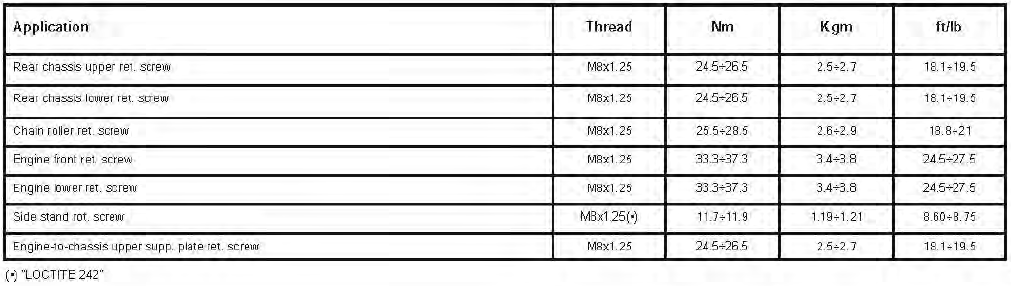 Application Thread Nm Kgm ft/lb
Rear chassis upper ret. screw M8x1.25 24.5÷26.5 2.5÷2.7 18.1÷19.5
Rear chassis lower ret. screw M8x1.25 24.5÷26.5 2.5÷2.7 18.1÷19.5
Chain roller ret. screw M8x1.25 25.5÷28.5 2.6÷2.9 18.8÷21
Engine front ret. screw M8x1.25 33.3÷37.3 3.4÷3.8 24.5÷27.5
Engine lower ret. screw M8x1.25 33.3÷37.3 3.4÷3.8 24.5÷27.5
Side stand rot. screw M8x1.25(•) 11.7÷11.9 1.19÷1.21 8.60÷8.75
Engine-to-chassis upper supp. plate ret. screw M8x1.25 24.5÷26.5 2.5÷2.7 18.1÷19.5
(•) "LOCTITE 242"